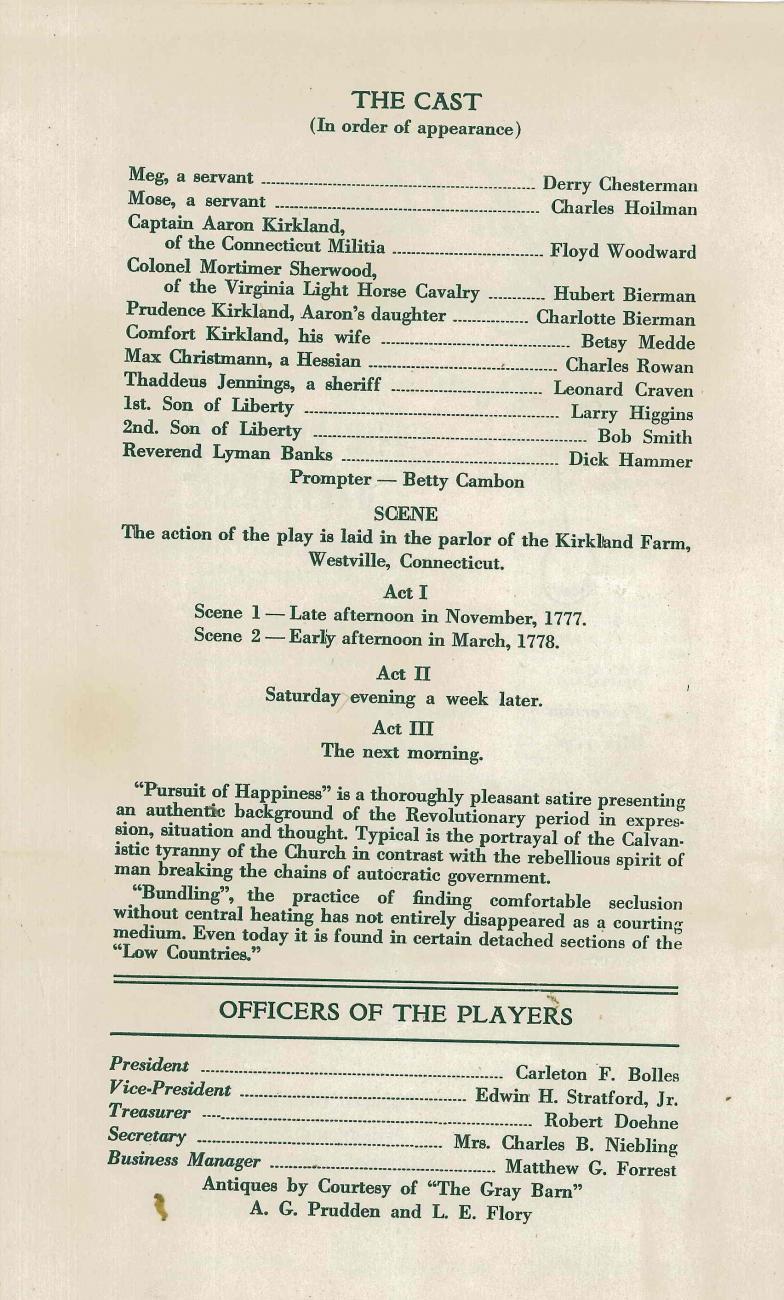 THE CAST
(In order of appearance)
Meg, a servant ........ Derry Chesterman
Mose, a servant ........ Charles Hoilman
Captain Aaron Kirkland,
of the Connecticut Militia ........ Floyd Woodward
Colonel Mortimer Sherwood,
of the Virginia Light Horse Cavalry ........ Hubert Bierman
Prudence Kirkland, Aaron's daughter ........ Charlotte Bierman
Comfort Kirkland, his wife ........ Betsy Medde
Max Christmann, a Hessian ........ Charles Rowan
Thaddeus Jennings, a sheriff ........ Leonard Craven
1st. Son of Liberty ........ Larry Higgins
2nd. Son of Liberty ........ Bob Smith
Reverend Lyman Banks ........ Dick Hammer
Prompter — Betty Cambon
SCENE
The action of the play is laid in the parlor of the Kirkland Farm,
Westville, Connecticut.
Act I
Scene 1 — Late afternoon in November, 1777.
Scene 2 — Early afternoon in March, 1778.
Act II
Saturday evening a week later.
Act III
The next morning.
"Pursuit of Happiness" is a thoroughly pleasant satire presenting
an authentic background of the Revolutionary period in expres-
sion, situation and thought. Typical is the portrayal of the Calvan-
istic tyranny of the Church in contrast with the rebellious spirit of
man breaking the chains of autocratic government.
"Bundling", the practice of finding comfortable seclusion
without central heating has not entirely disappeared as a courting
medium. Even today it is found in certain detached sections of the
"Low Countries."
OFFICERS OF THE PLAYERS
President ........ Carleton F. Bolles
Vice-President ........ Edwin H. Stratford, Jr.
Treasurer ........ Robert Doehne
Secretary ........ Mrs. Charles B. Niebling
Business Manager ........ Matthew G. Forrest
Antiques by Courtesy of "The Gray Barn"
A. G. Prudden and L. E. Flory